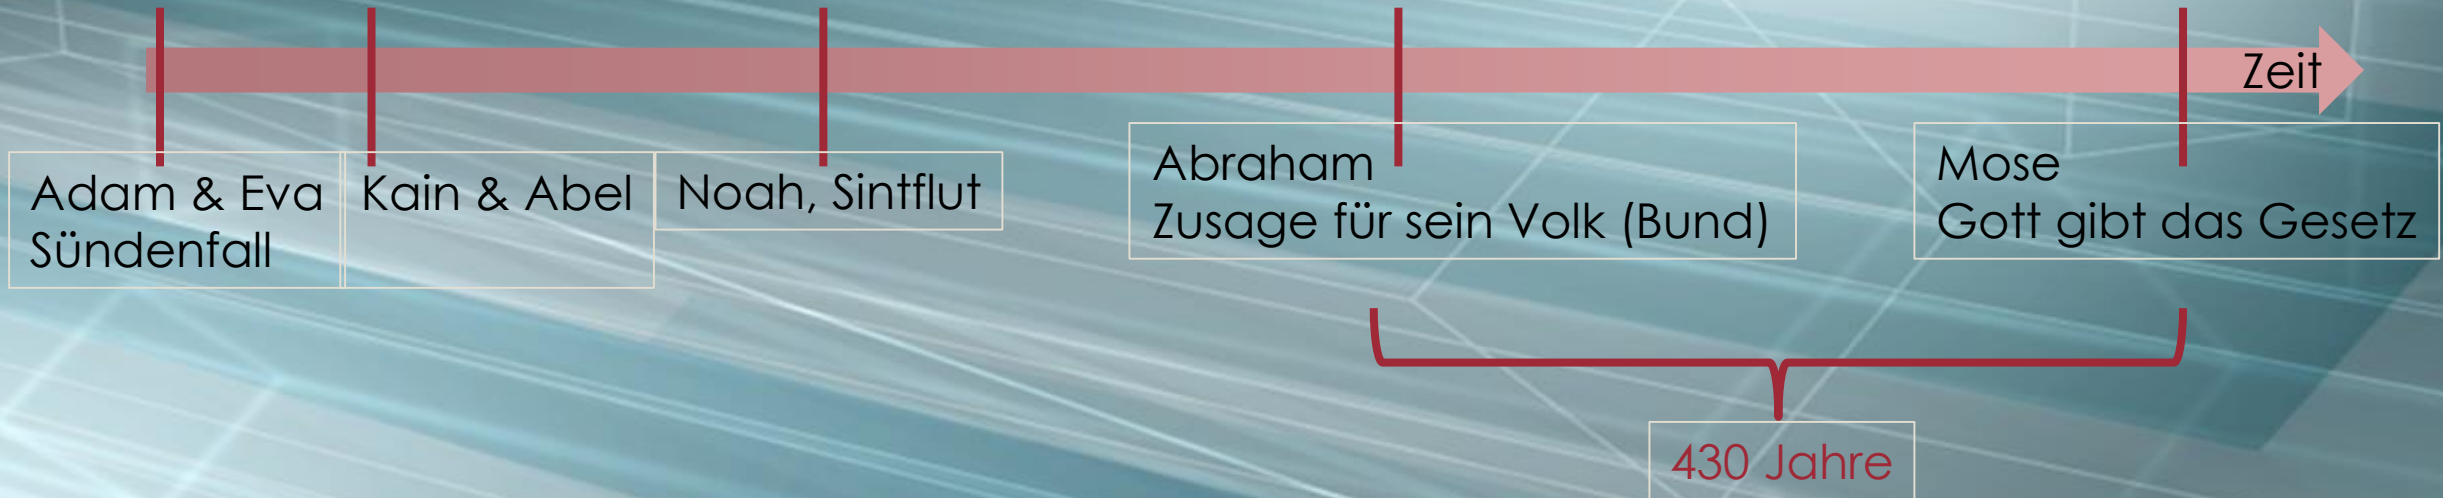 Zeit
Adam & Eva
Sündenfall
Kain & Abel
Noah, Sintflut
Abraham
Zusage für sein Volk (Bund)
Mose
Gott gibt das Gesetz
430 Jahre